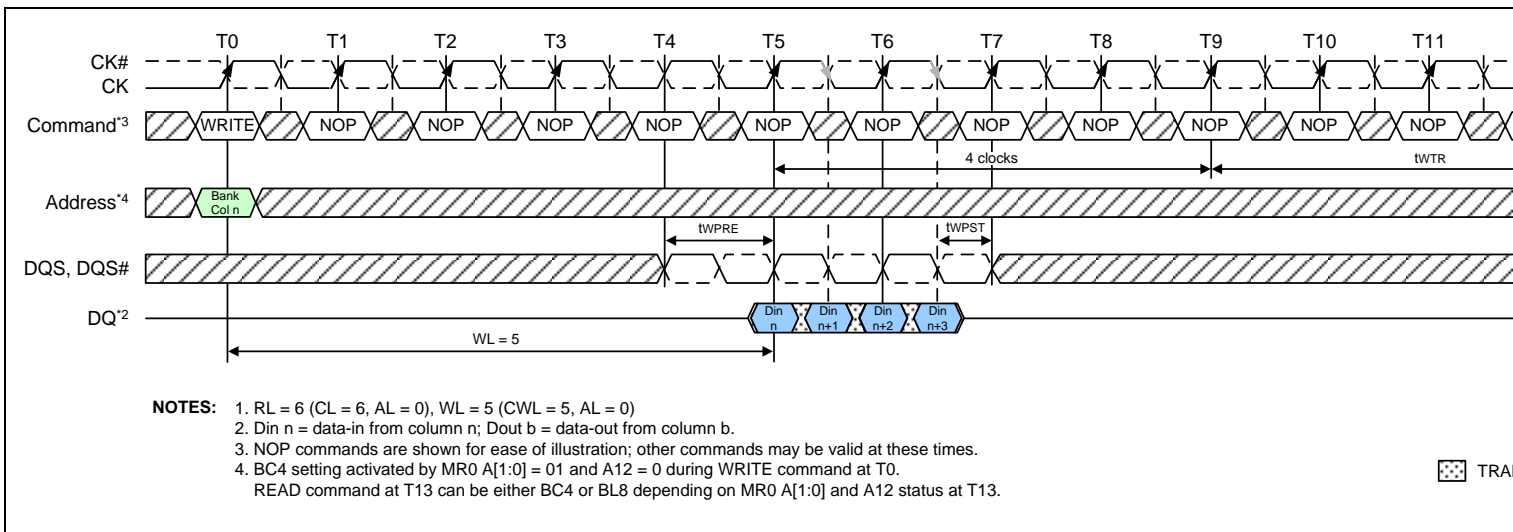 T0 T1 T2 T3 T4 T5 T6 T7 T8 T9 T10 T11
CK#
CK
Command*3 WRITE NOP NOP NOP NOP NOP NOP NOP NOP NOP NOP NOP
4 clocks tWTR
Address*4 Bank Col n
tWPRE tWPST
DQS, DQS#
DQ*2 Din n Din n+1 Din n+2 Din n+3
WL = 5
NOTES: 1. RL = 6 (CL = 6, AL = 0), WL = 5 (CWL = 5, AL = 0)
2. Din n = data-in from column n; Dout b = data-out from column b.
3. NOP commands are shown for ease of illustration; other commands may be valid at these times.
4. BC4 setting activated by MR0 A[1:0] = 01 and A12 = 0 during WRITE command at T0.
READ command at T13 can be either BC4 or BL8 depending on MR0 A[1:0] and A12 status at T13.